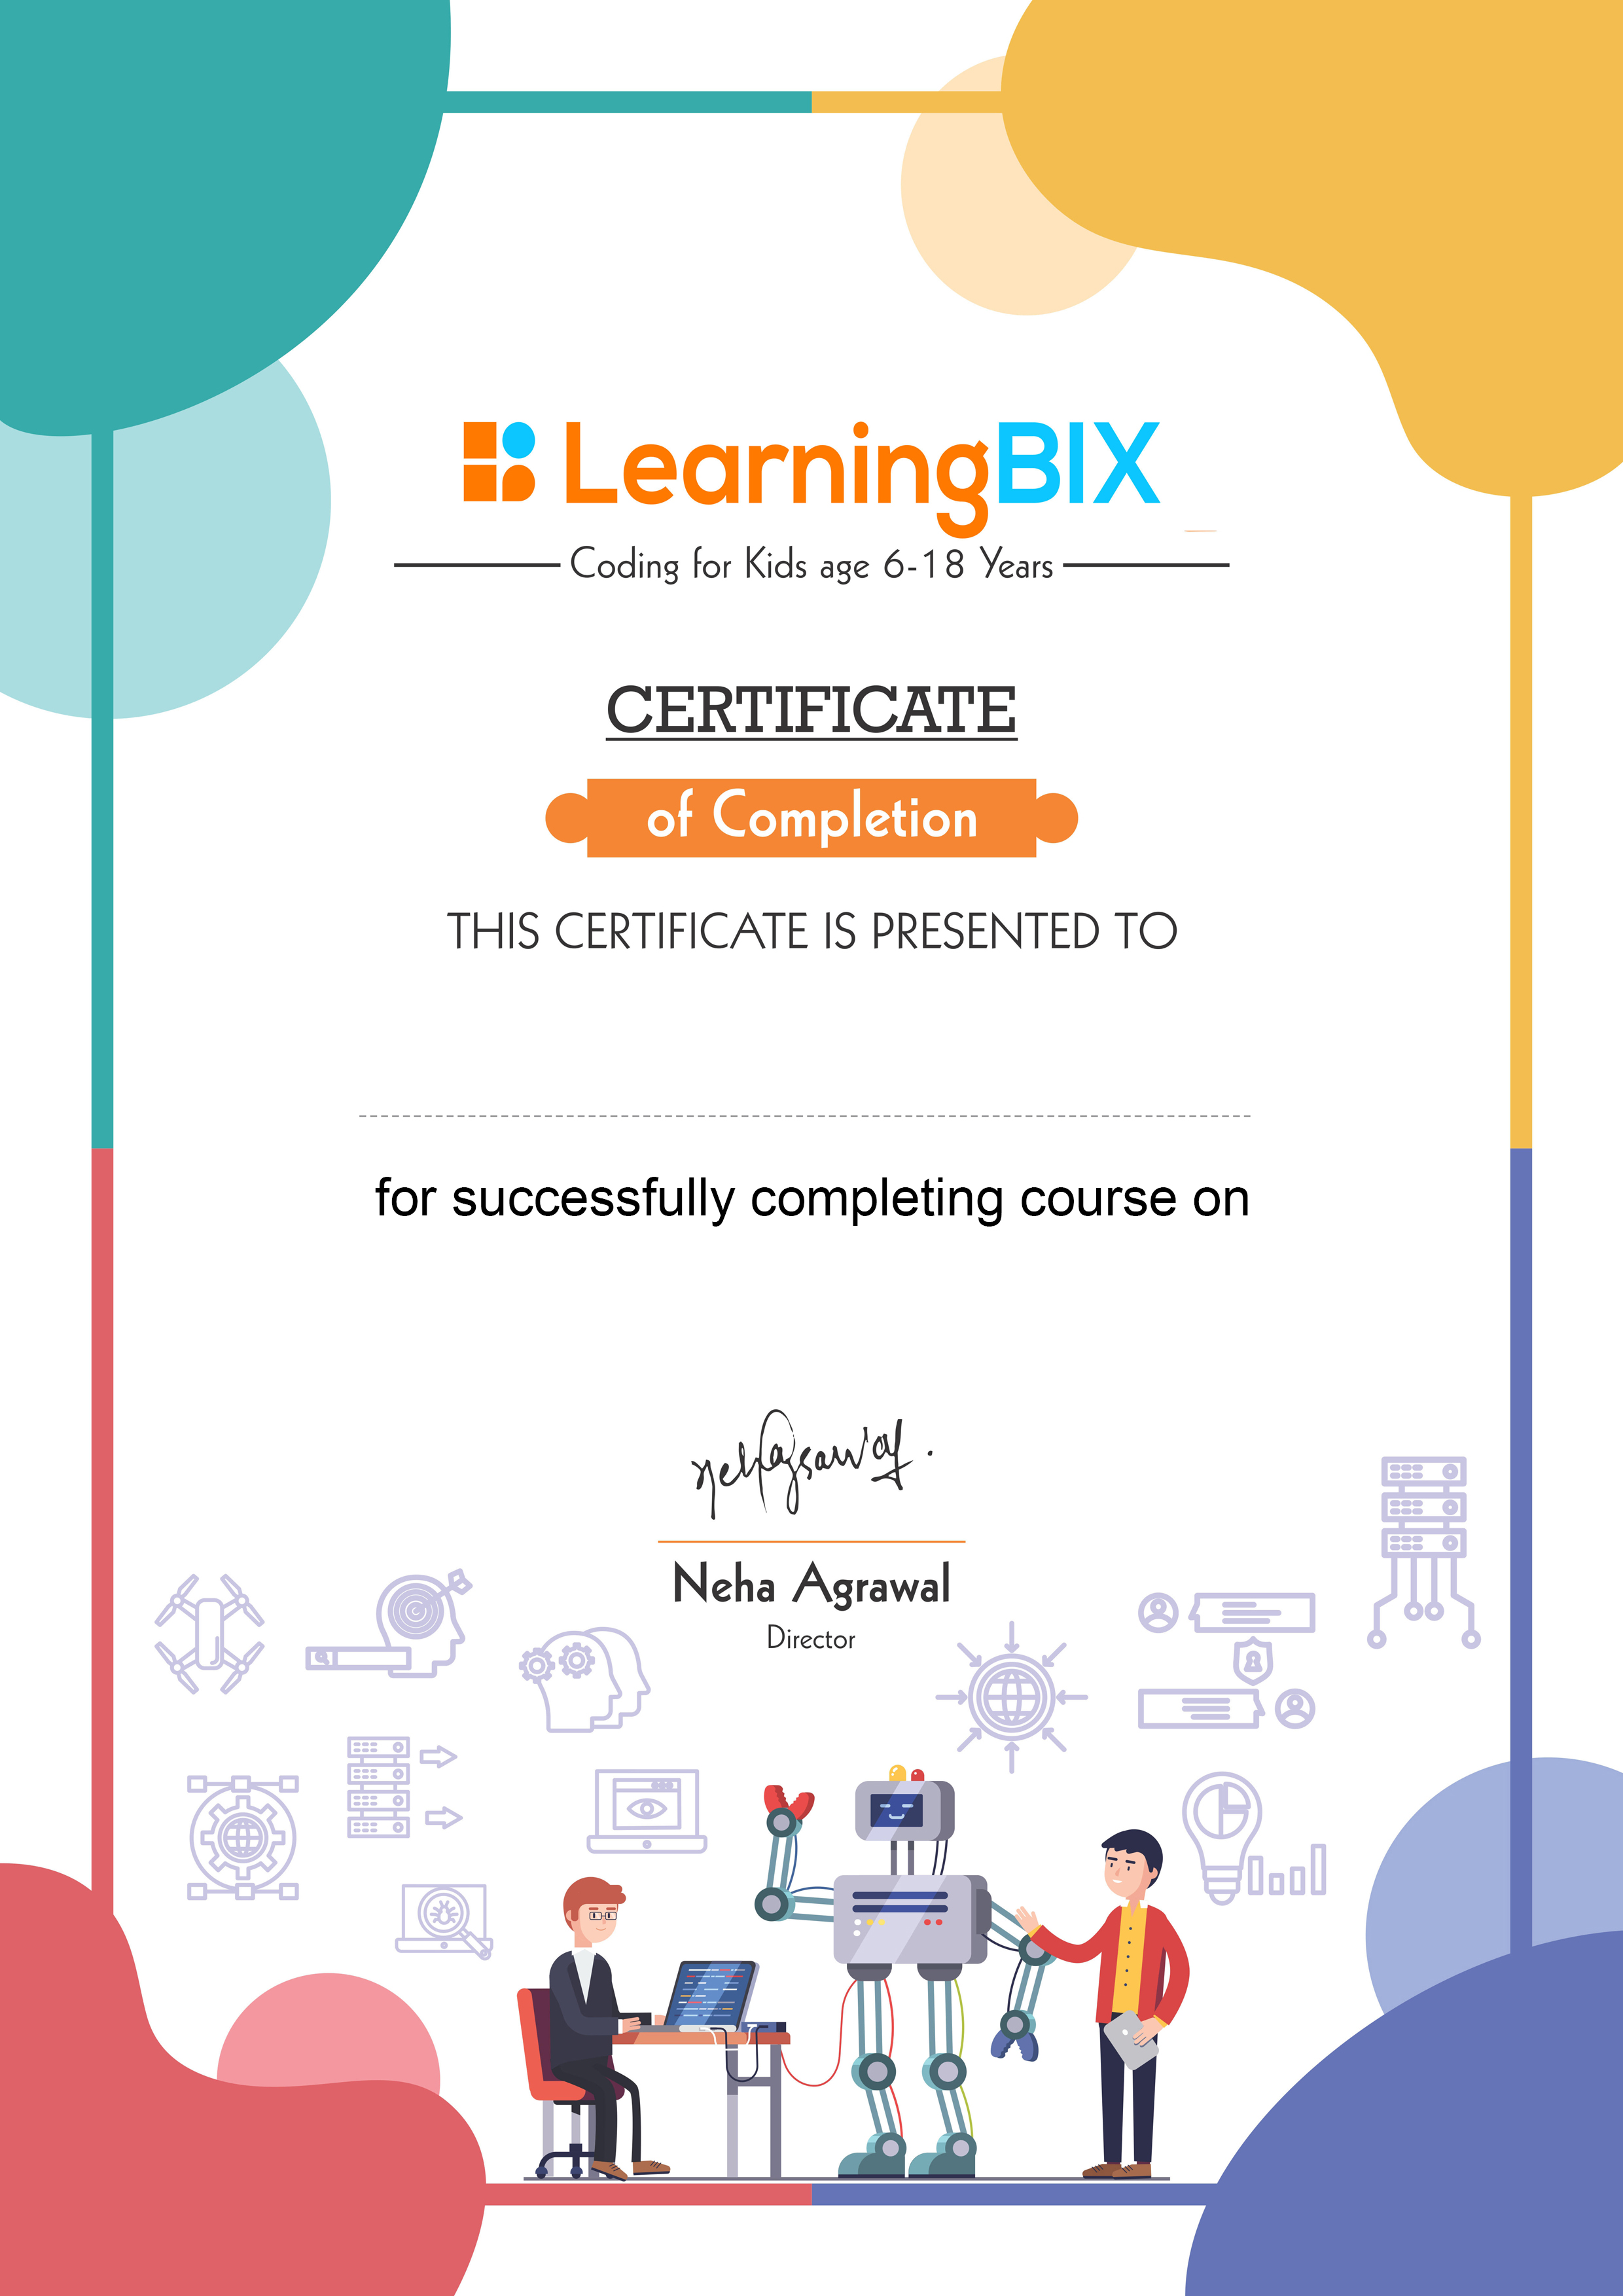 LearningBIX
Coding for Kids age 6-18 Years
CERTIFICATE
of Completion
THIS CERTIFICATE IS PRESENTED TO
for successfully completing course on
NehaAgrawal.
Neha Agrawal
Director